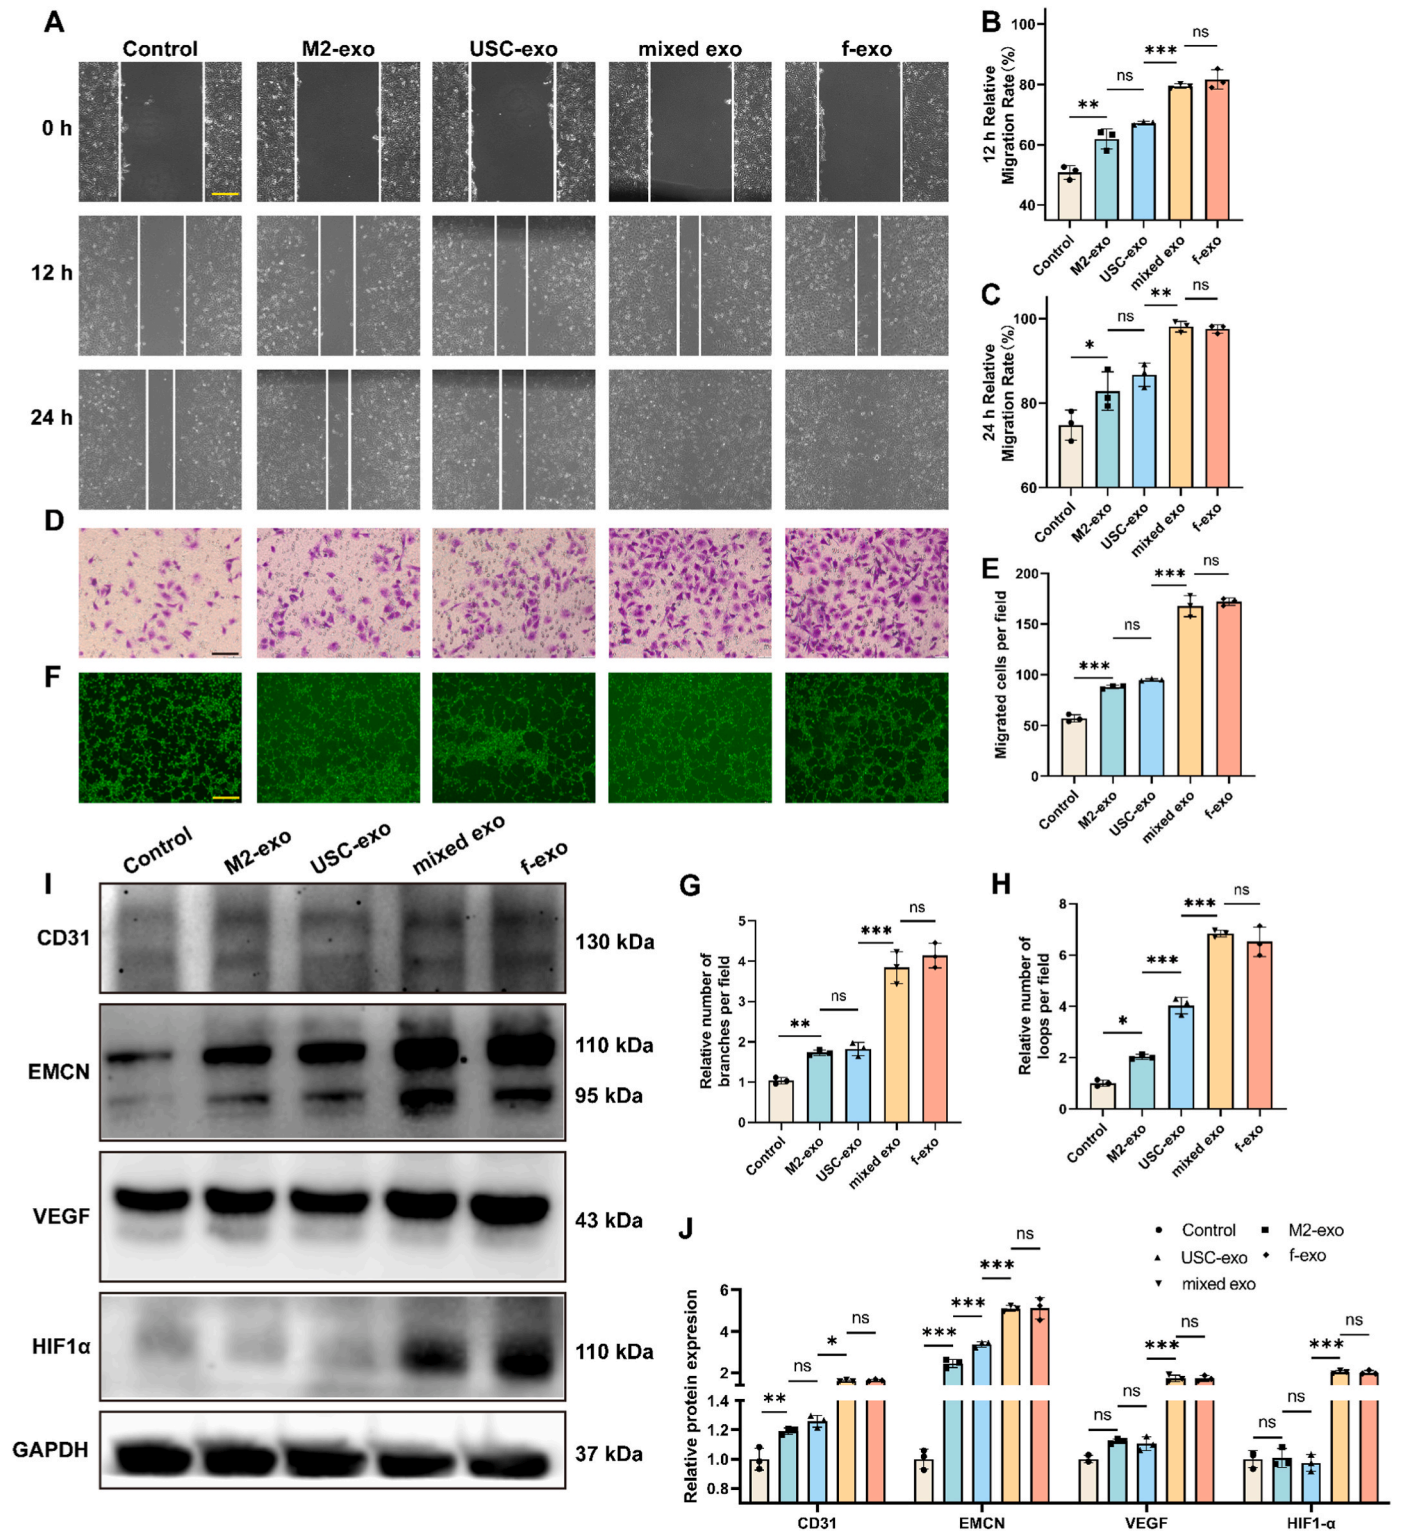 A
Control
M2-exo
USC-exo
mixed exo
f-exo
0 h
12 h
24 h
B
12 h Relative
Migration Rate(%)
100
80
60
40
**
ns
***
ns
Control
M2-exo
USC-exo
mixed exo
f-exo
C
24 h Relative
Migration Rate(%)
100
80
60
*
ns
**
ns
Control
M2-exo
USC-exo
mixed exo
f-exo
D
E
Migrated cells per field
200
150
100
50
0
***
ns
***
ns
Control
M2-exo
USC-exo
mixed exo
f-exo
F
I
Control
M2-exo
USC-exo
mixed exo
f-exo
CD31
130 kDa
EMCN
110 kDa
95 kDa
VEGF
43 kDa
HIF1α
110 kDa
GAPDH
37 kDa
G
Relative number of
branches per field
5
4
3
2
1
0
**
ns
***
ns
Control
M2-exo
USC-exo
mixed exo
f-exo
H
Relative number of
loops per field
8
6
4
2
0
*
***
***
ns
Control
M2-exo
USC-exo
mixed exo
f-exo
J
Control
M2-exo
USC-exo
f-exo
mixed exo
Relative protein expresion
6
4
2
1.4
1.2
1.0
0.8
**
ns
*
ns
***
***
***
ns
ns
ns
***
ns
ns
ns
***
ns
CD31
EMCN
VEGF
HIF1-α